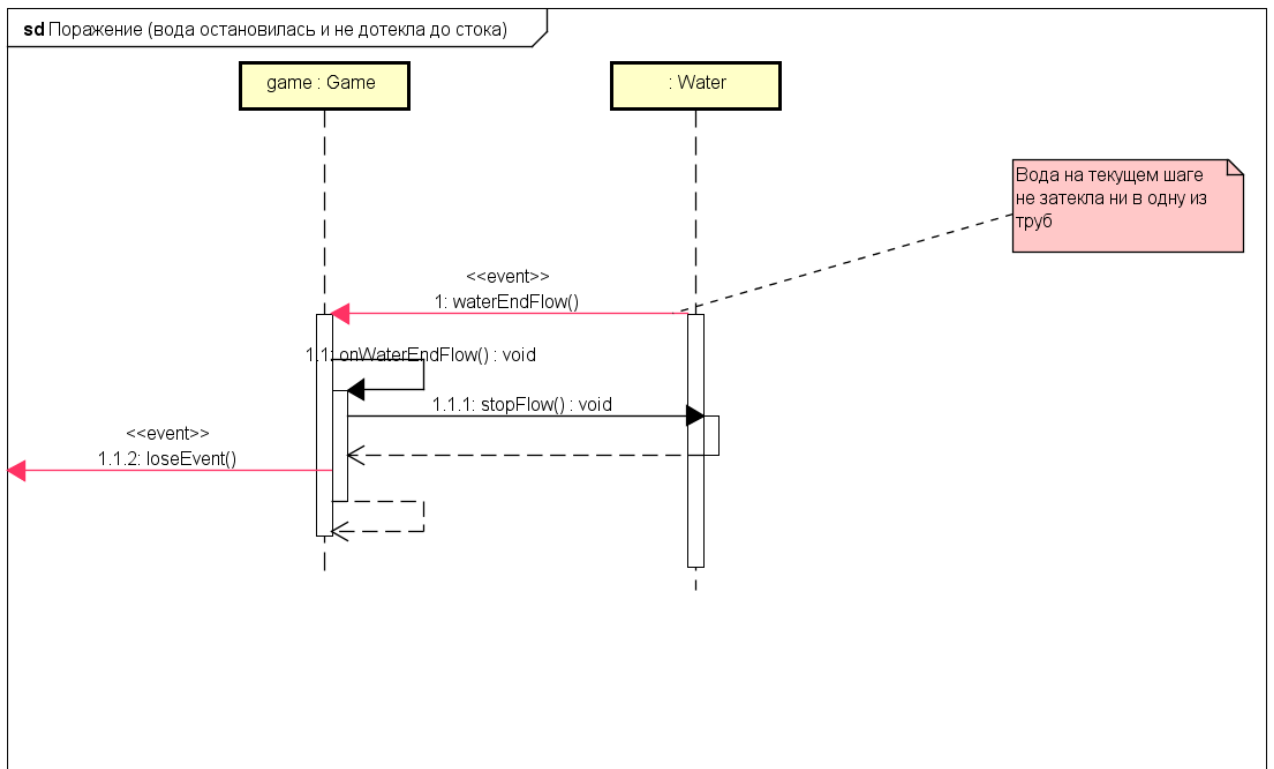 sd Поражение (вода остановилась и не дотекла до стока)
game : Game
: Water
Вода на текущем шаге
не затекла ни в одну из
труб
<<event>>
1: waterEndFlow()
1.1: onWaterEndFlow() : void
1.1.1: stopFlow() : void
<<event>>
1.1.2: loseEvent()